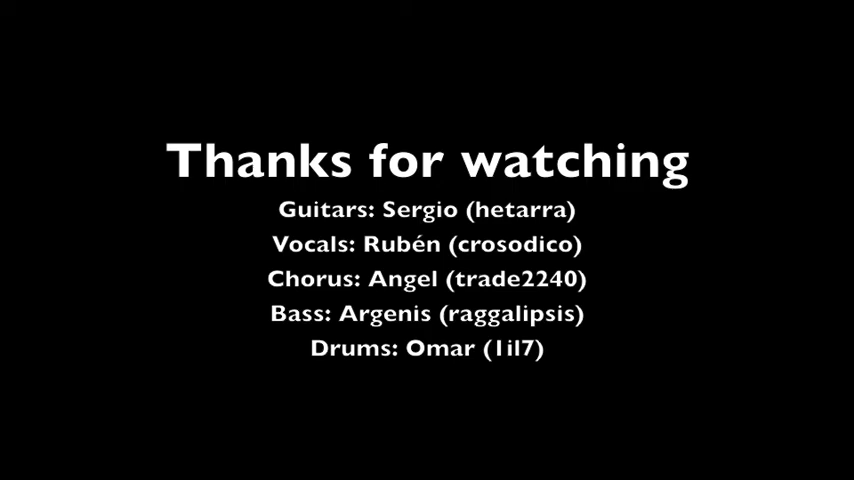 Thanks for watching
Guitars: Sergio (hetarra)
Vocals: Rubén (crosodico)
Chorus: Angel (trade2240)
Bass: Argenis (raggalipsis)
Drums: Omar (1il7)